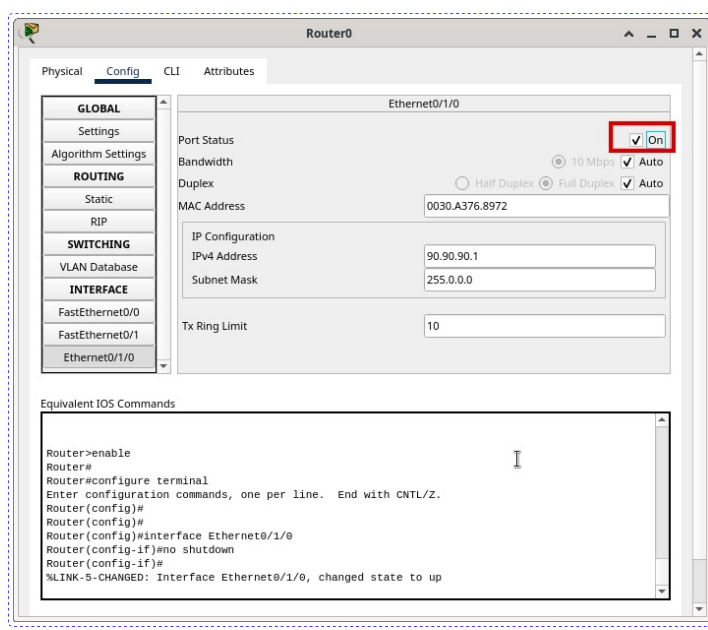 Router0
Physical Config CLI Attributes
GLOBAL
Settings
Algorithm Settings
ROUTING
Static
RIP
SWITCHING
VLAN Database
INTERFACE
FastEthernet0/0
FastEthernet0/1
Ethernet0/1/0
Ethernet0/1/0
Port Status On
Bandwidth 10 Mbps Auto
Duplex Half Duplex Full Duplex Auto
MAC Address 0030.A376.8972
IP Configuration
IPv4 Address 90.90.90.1
Subnet Mask 255.0.0.0
Tx Ring Limit 10
Equivalent IOS Commands
Router>enable
Router#
Router#configure terminal
Enter configuration commands, one per line. End with CNTL/Z.
Router(config)#
Router(config)#
Router(config)#interface Ethernet0/1/0
Router(config-if)#no shutdown
Router(config-if)#
%LINK-5-CHANGED: Interface Ethernet0/1/0, changed state to up